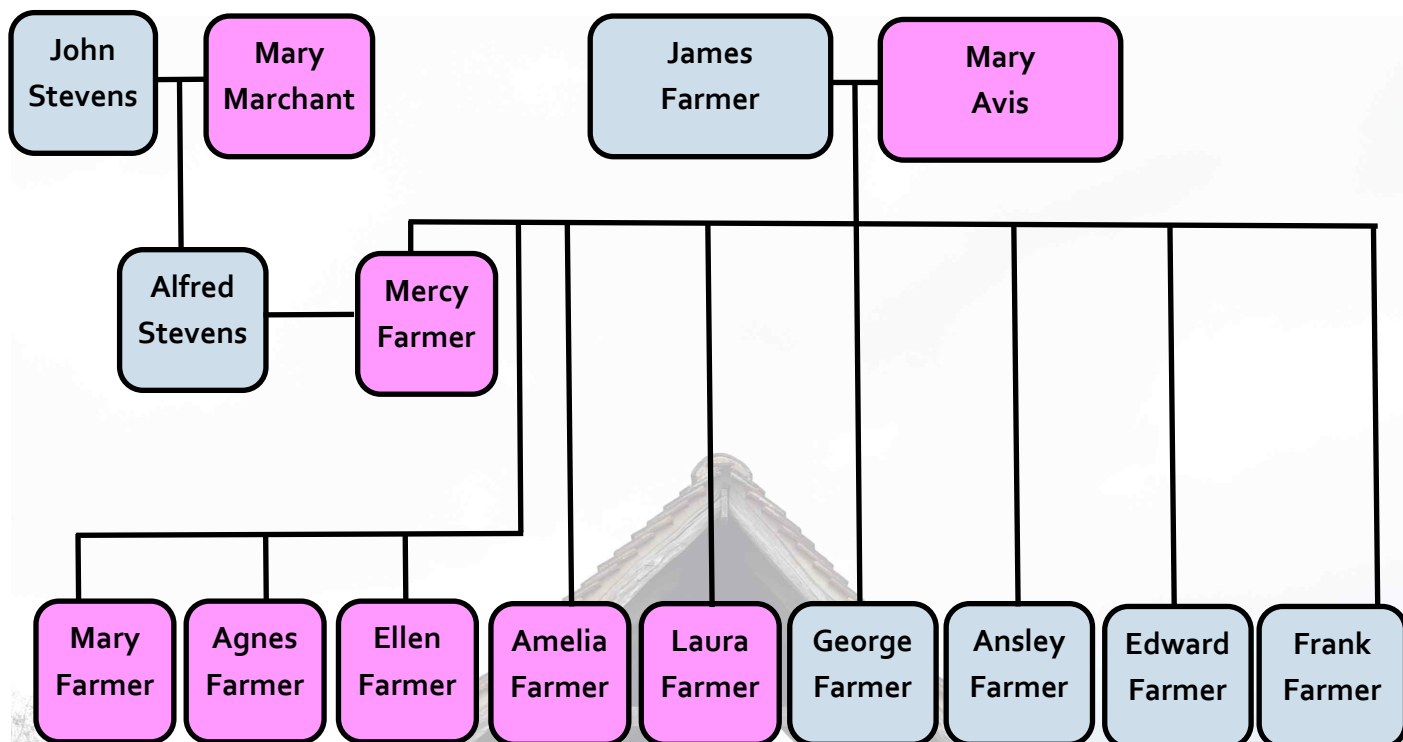 John
Stevens
Mary
Marchant
James
Farmer
Mary
Avis
Alfred
Stevens
Mercy
Farmer
Mary
Farmer
Agnes
Farmer
Ellen
Farmer
Amelia
Farmer
Laura
Farmer
George
Farmer
Ansley
Farmer
Edward
Farmer
Frank
Farmer